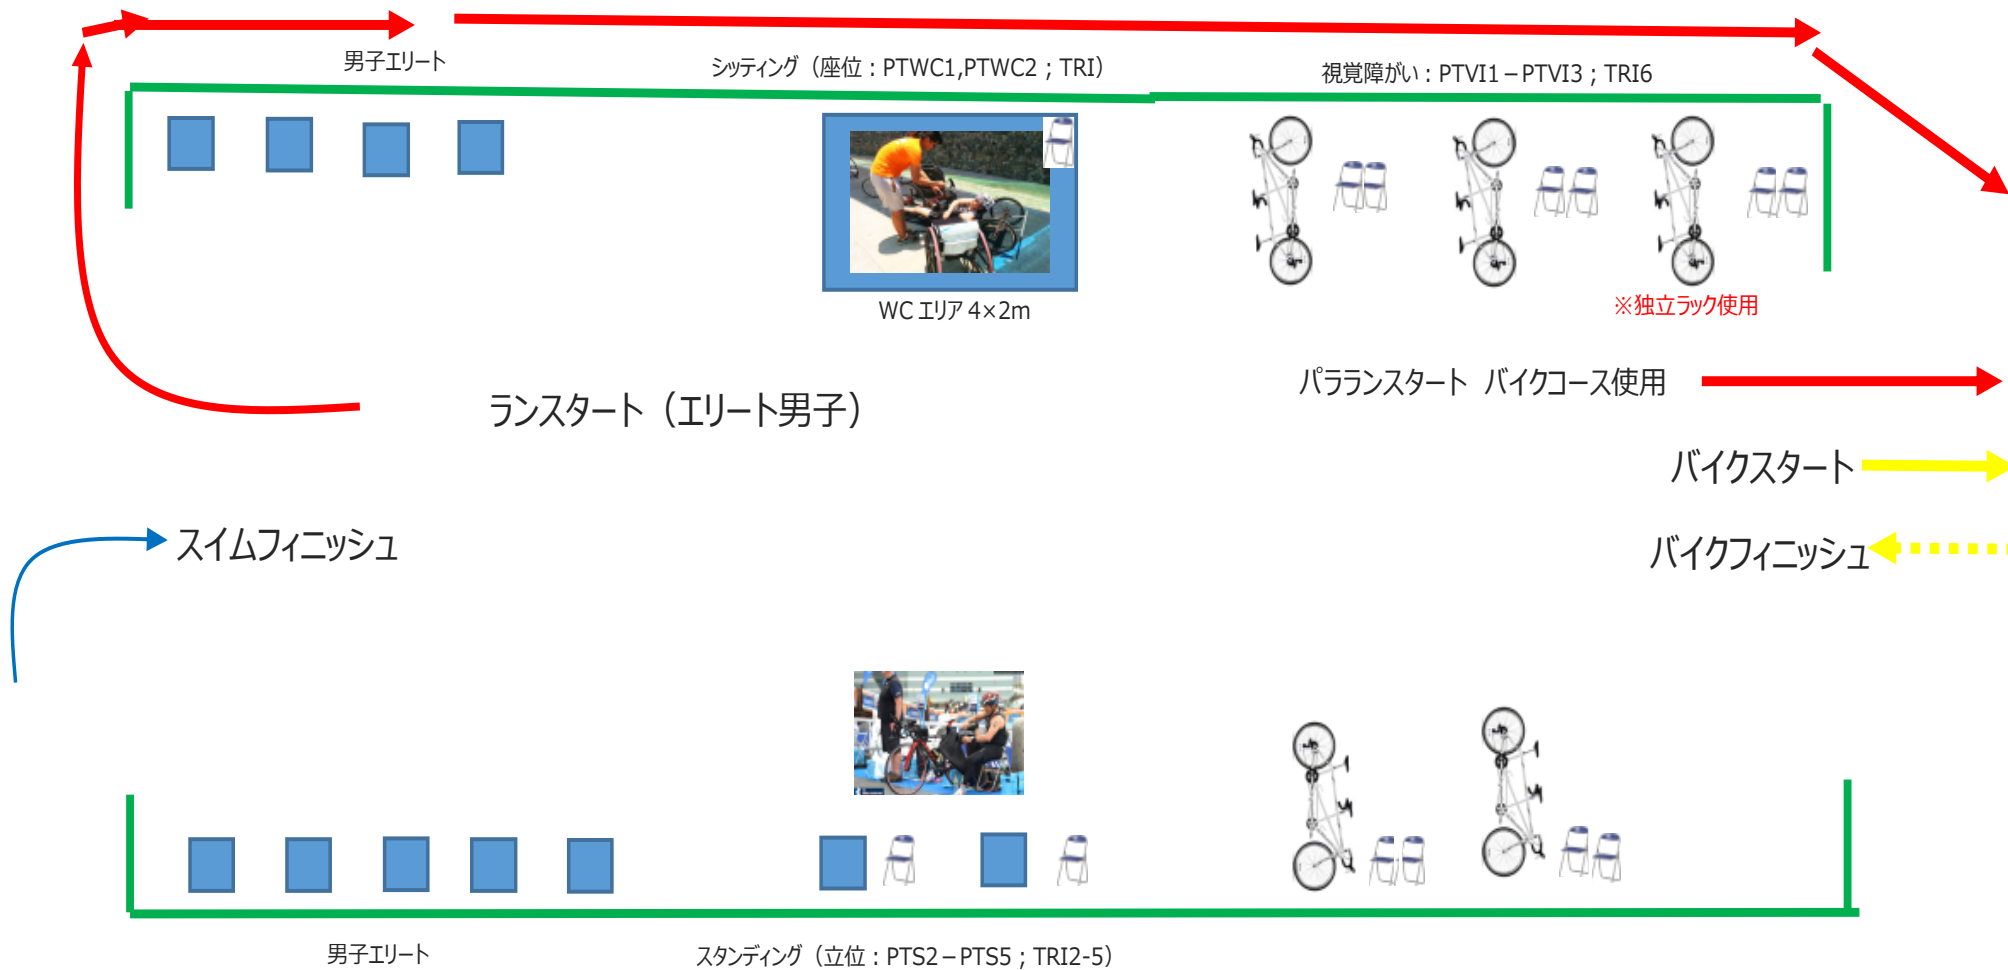 男子エリート
シッティング（座位：PTWC1,PTWC2；TRI）
視覚障がい：PTVI1－PTVI3；TRI6
WC エリア 4×2m
※独立ラック使用
パラランスタート バイクコース使用
ランスタート（エリート男子）
バイクスタート
スイムフィニッシュ
バイクフィニッシュ
男子エリート
スタンディング（立位：PTS2－PTS5；TRI2-5）